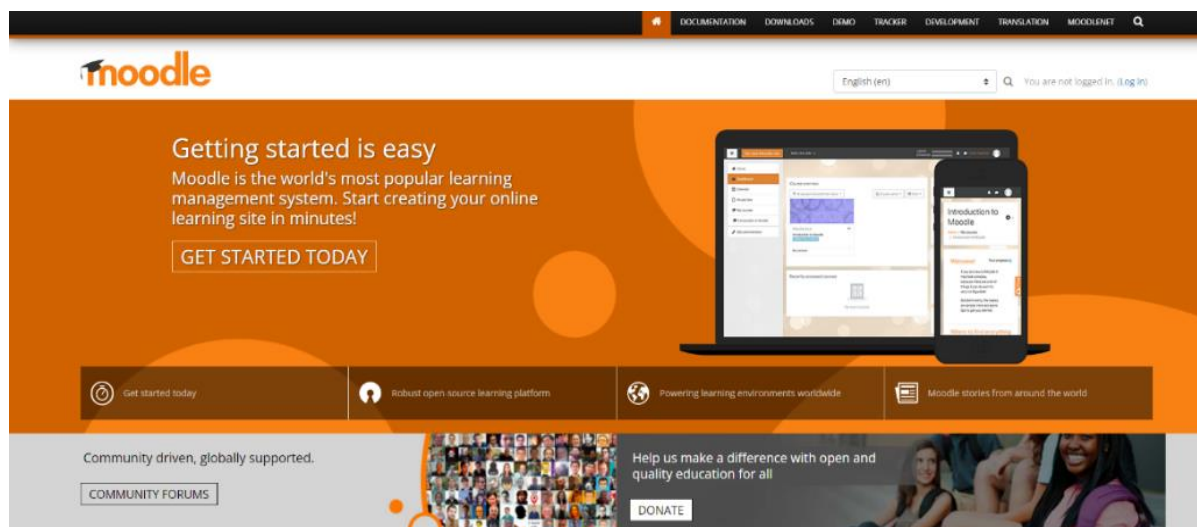 DOCUMENTATION DOWNLOADS DEMO TRACKER DEVELOPMENT TRANSLATION MOODLENET
moodle
English (en)
You are not logged in. (Log in)
Getting started is easy
Moodle is the world's most popular learning
management system. Start creating your online
learning site in minutes!
GET STARTED TODAY
Introduction to
Moodle
Get started today
Robust open-source learning platform
Powering learning environments worldwide
Moodle stories from around the world
Community driven, globally supported.
COMMUNITY FORUMS
Help us make a difference with open and
quality education for all
DONATE